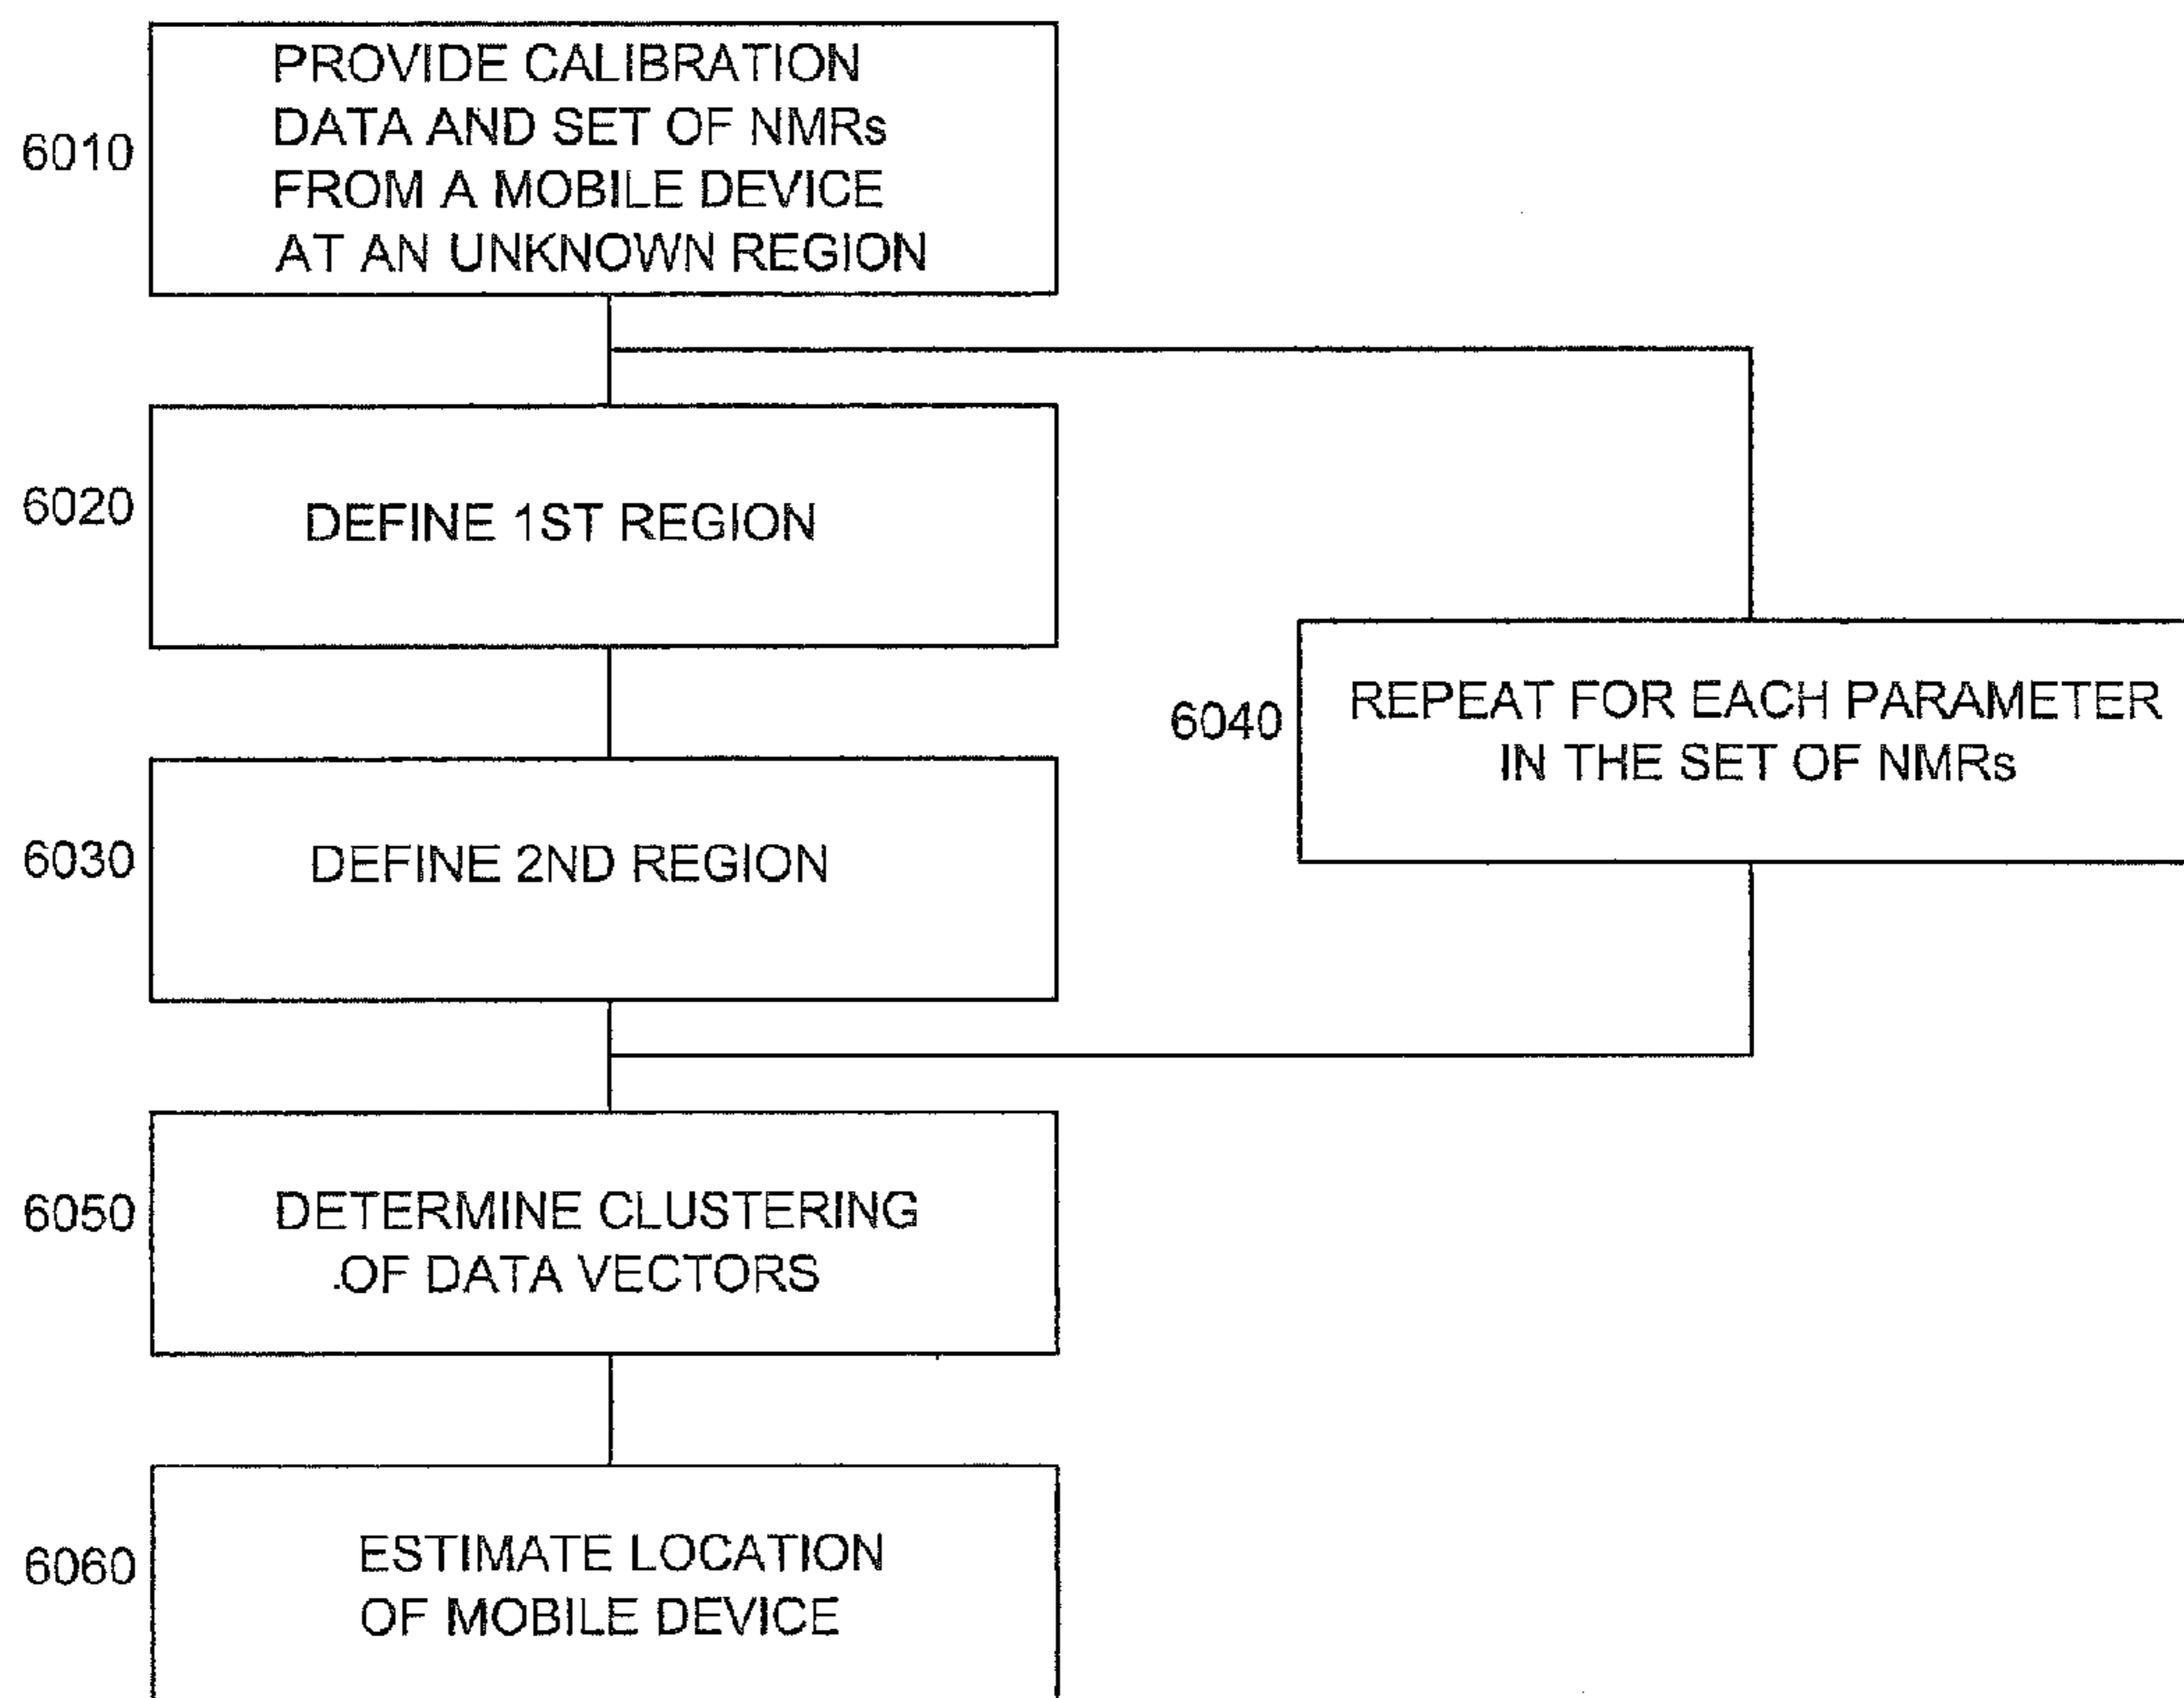 6010
PROVIDE CALIBRATION
DATA AND SET OF NMRs
FROM A MOBILE DEVICE
AT AN UNKNOWN REGION
6020
DEFINE 1ST REGION
6030
DEFINE 2ND REGION
6040
REPEAT FOR EACH PARAMETER
IN THE SET OF NMRs
6050
DETERMINE CLUSTERING
OF DATA VECTORS
6060
ESTIMATE LOCATION
OF MOBILE DEVICE